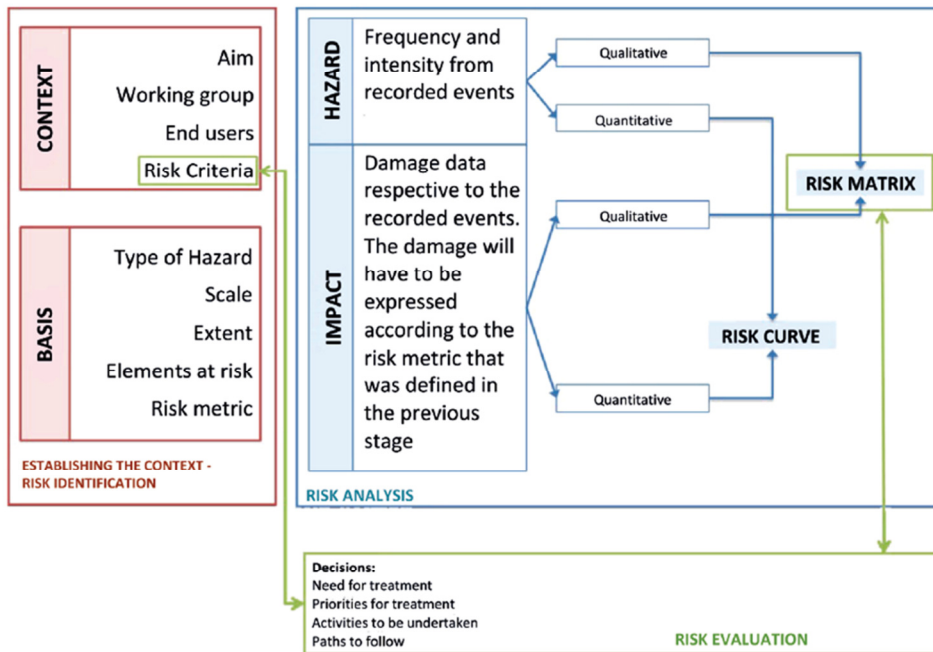 CONTEXT
Aim
Working group
End users
Risk Criteria
BASIS
Type of Hazard
Scale
Extent
Elements at risk
Risk metric
ESTABLISHING THE CONTEXT -
RISK IDENTIFICATION
HAZARD
Frequency and
intensity from
recorded events
Qualitative
Quantitative
IMPACT
Damage data
respective to the
recorded events.
The damage will
have to be
expressed
according to the
risk metric that
was defined in
the previous
stage
Qualitative
Quantitative
RISK MATRIX
RISK CURVE
RISK ANALYSIS
Decisions:
Need for treatment
Priorities for treatment
Activities to be undertaken
Paths to follow
RISK EVALUATION